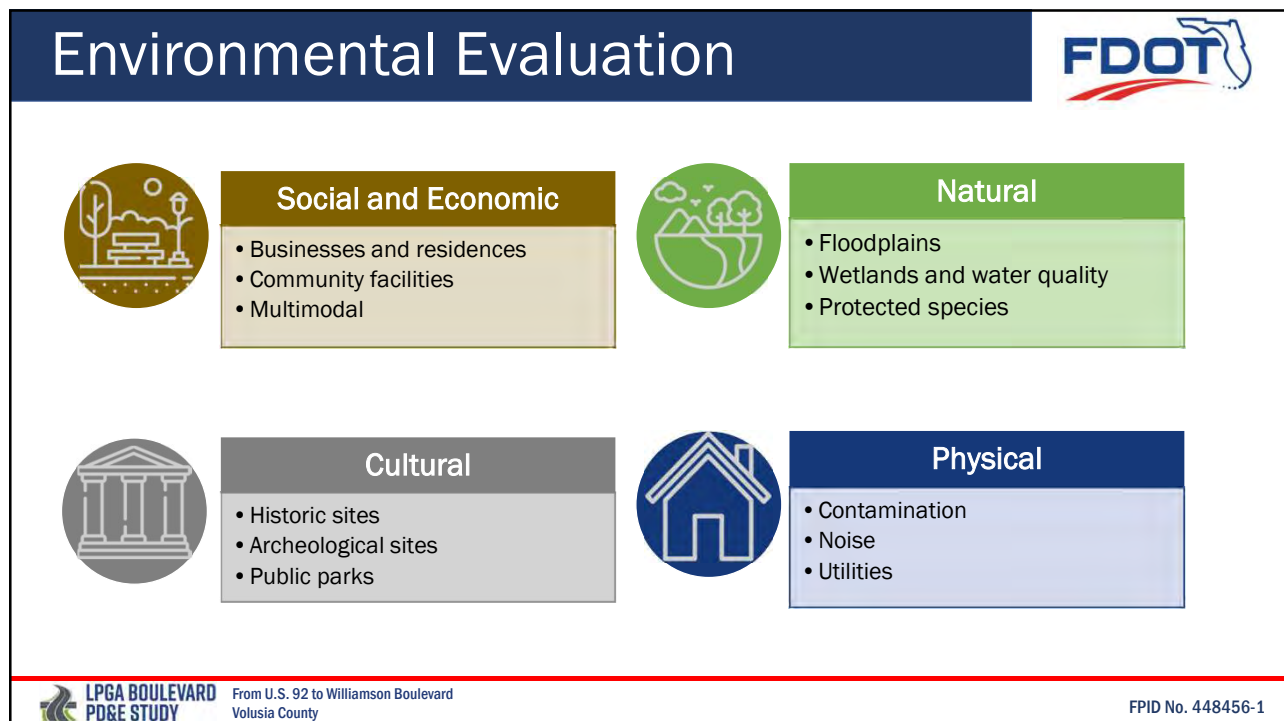 Environmental Evaluation
FDOT
Social and Economic
• Businesses and residences
• Community facilities
• Multimodal
Natural
• Floodplains
• Wetlands and water quality
• Protected species
Cultural
• Historic sites
• Archeological sites
• Public parks
Physical
• Contamination
• Noise
• Utilities
LPGA BOULEVARD
PD&E STUDY
From U.S. 92 to Williamson Boulevard
Volusia County
FPID No. 448456-1